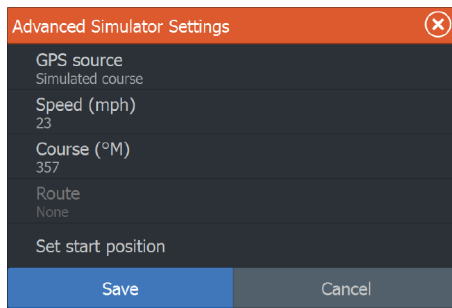 Advanced Simulator Settings
GPS source
Simulated course
Speed (mph)
23
Course (°M)
357
Route
None
Set start position
Save
Cancel